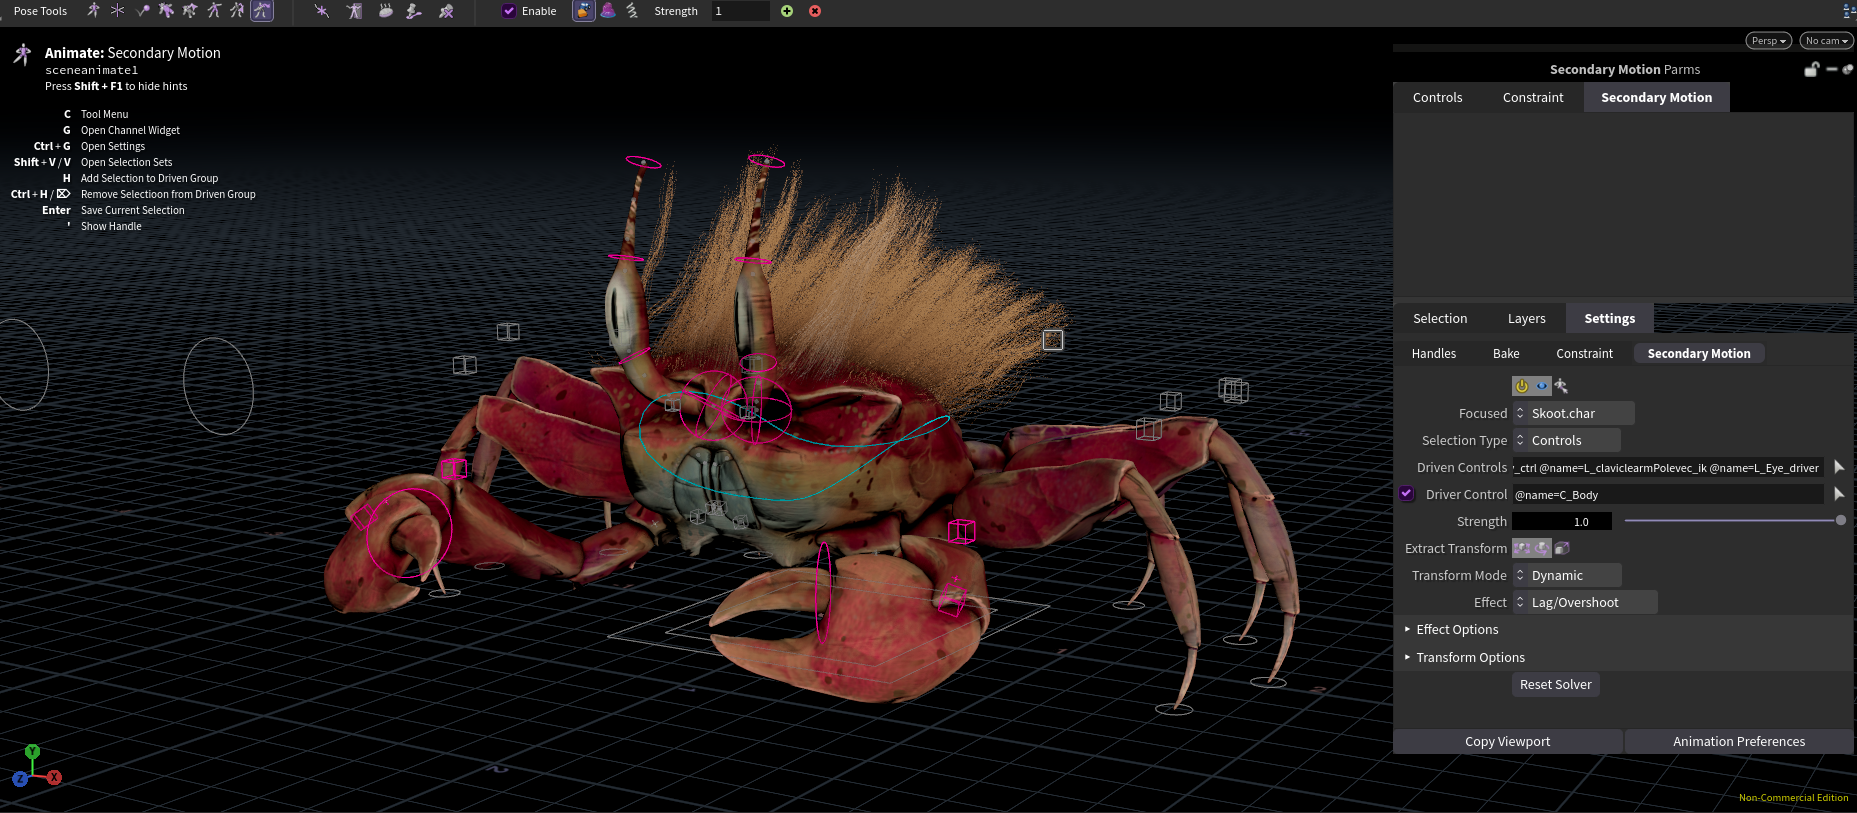 Pose Tools
Enable
Strength 1
Persp
No cam
Animate: Secondary Motion
sceneanimate1
Press Shift + F1 to hide hints
C Tool Menu
G Open Channel Widget
Ctrl + G Open Settings
Shift + V / V Open Selection Sets
H Add Selection to Driven Group
Ctrl + H / ⌦ Remove Selectioon from Driven Group
Enter Save Current Selection
' Show Handle
Secondary Motion Parms
Controls Constraint Secondary Motion
Selection Layers Settings
Handles Bake Constraint Secondary Motion
Focused Skoot.char
Selection Type Controls
Driven Controls _ctrl @name=L_claviclearmPolevec_ik @name=L_Eye_driver
Driver Control @name=C_Body
Strength 1.0
Extract Transform
Transform Mode Dynamic
Effect Lag/Overshoot
Effect Options
Transform Options
Reset Solver
Copy Viewport Animation Preferences
Y
Z X
Non-Commercial Edition